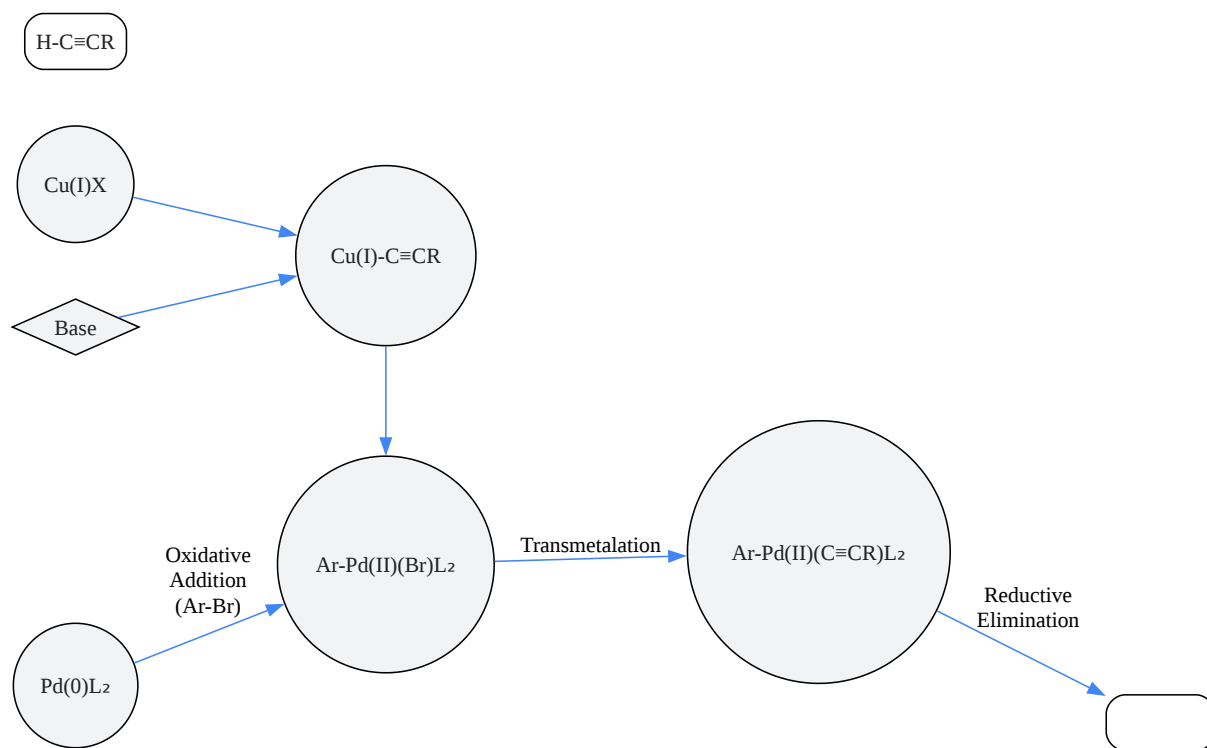 H-C≡CR
Cu(I)X
Cu(I)-C≡CR
Base
Oxidative
Addition
(Ar-Br)
Transmetalation
Ar-Pd(II)(Br)L₂
Ar-Pd(II)(C≡CR)L₂
Reductive
Elimination
Pd(0)L₂